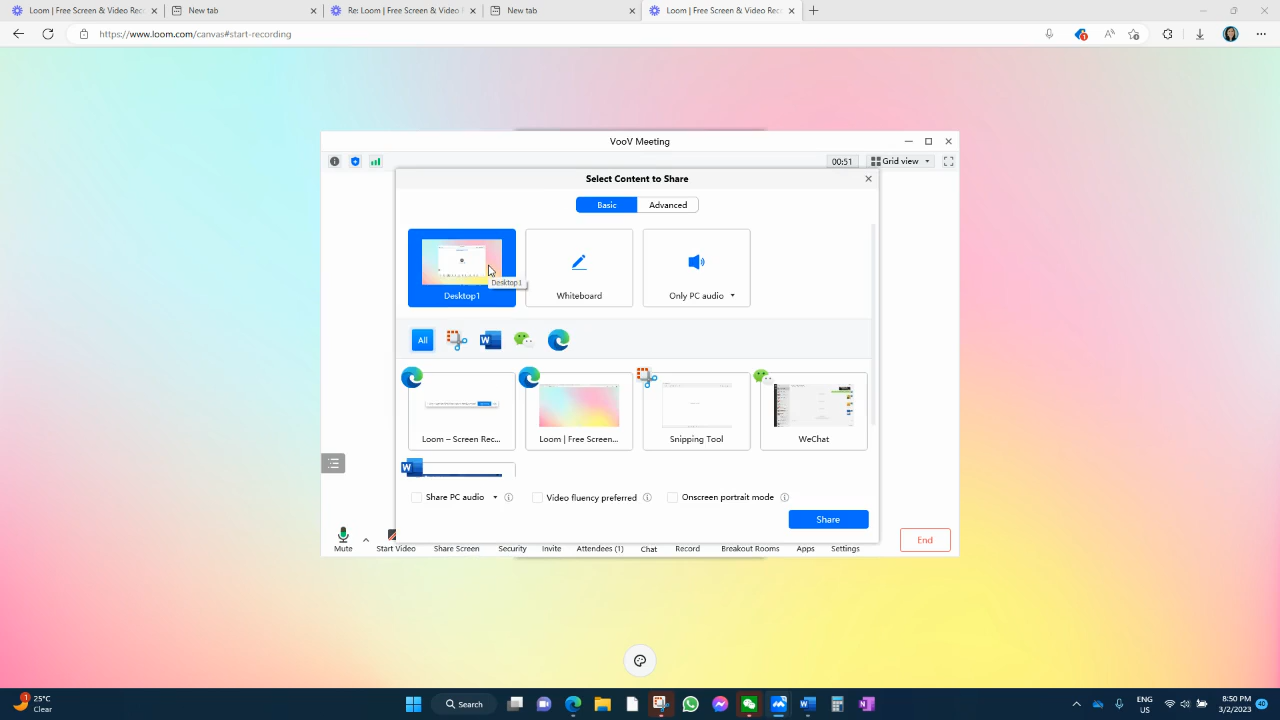 Loom | Free Screen & Video Rec
New tab
Re: Loom | Free Screen & Video
New tab
Loom | Free Screen & Video Rec
https://www.loom.com/canvas#start-recording
VooV Meeting
00:51
Grid view
Select Content to Share
Basic
Advanced
Desktop1
Whiteboard
Only PC audio
Desktop1
All
Loom – Screen Rec...
Loom | Free Screen...
Snipping Tool
WeChat
Share PC audio
Video fluency preferred
Onscreen portrait mode
Share
Mute
Start Video
Share Screen
Security
Invite
Attendees (1)
Chat
Record
Breakout Rooms
Apps
Settings
End
1
25°C
Clear
Search
ENG
US
8:50 PM
3/2/2023
40